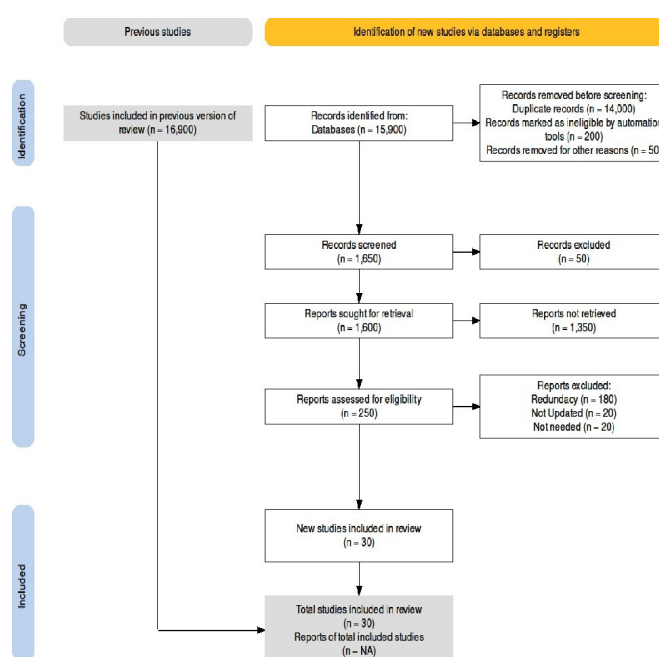 Previous studies
Identification of new studies via databases and registers
Identification
Studies included in previous version of
review (n = 16,900)
Records identified from:
Databases (n = 15,900)
Records removed before screening:
Duplicate records (n = 14,000)
Records marked as ineligible by automation
tools (n = 200)
Records removed for other reasons (n = 50
Screening
Records screened
(n = 1,650)
Records excluded
(n = 50)
Reports sought for retrieval
(n = 1,600)
Reports not retrieved
(n = 1,350)
Reports assessed for eligibility
(n = 250)
Reports excluded:
Redundacy (n = 180)
Not Updated (n = 20)
Not needed (n = 20)
Included
New studies included in review
(n = 30)
Total studies included in review
(n = 30)
Reports of total included studies
(n = NA)